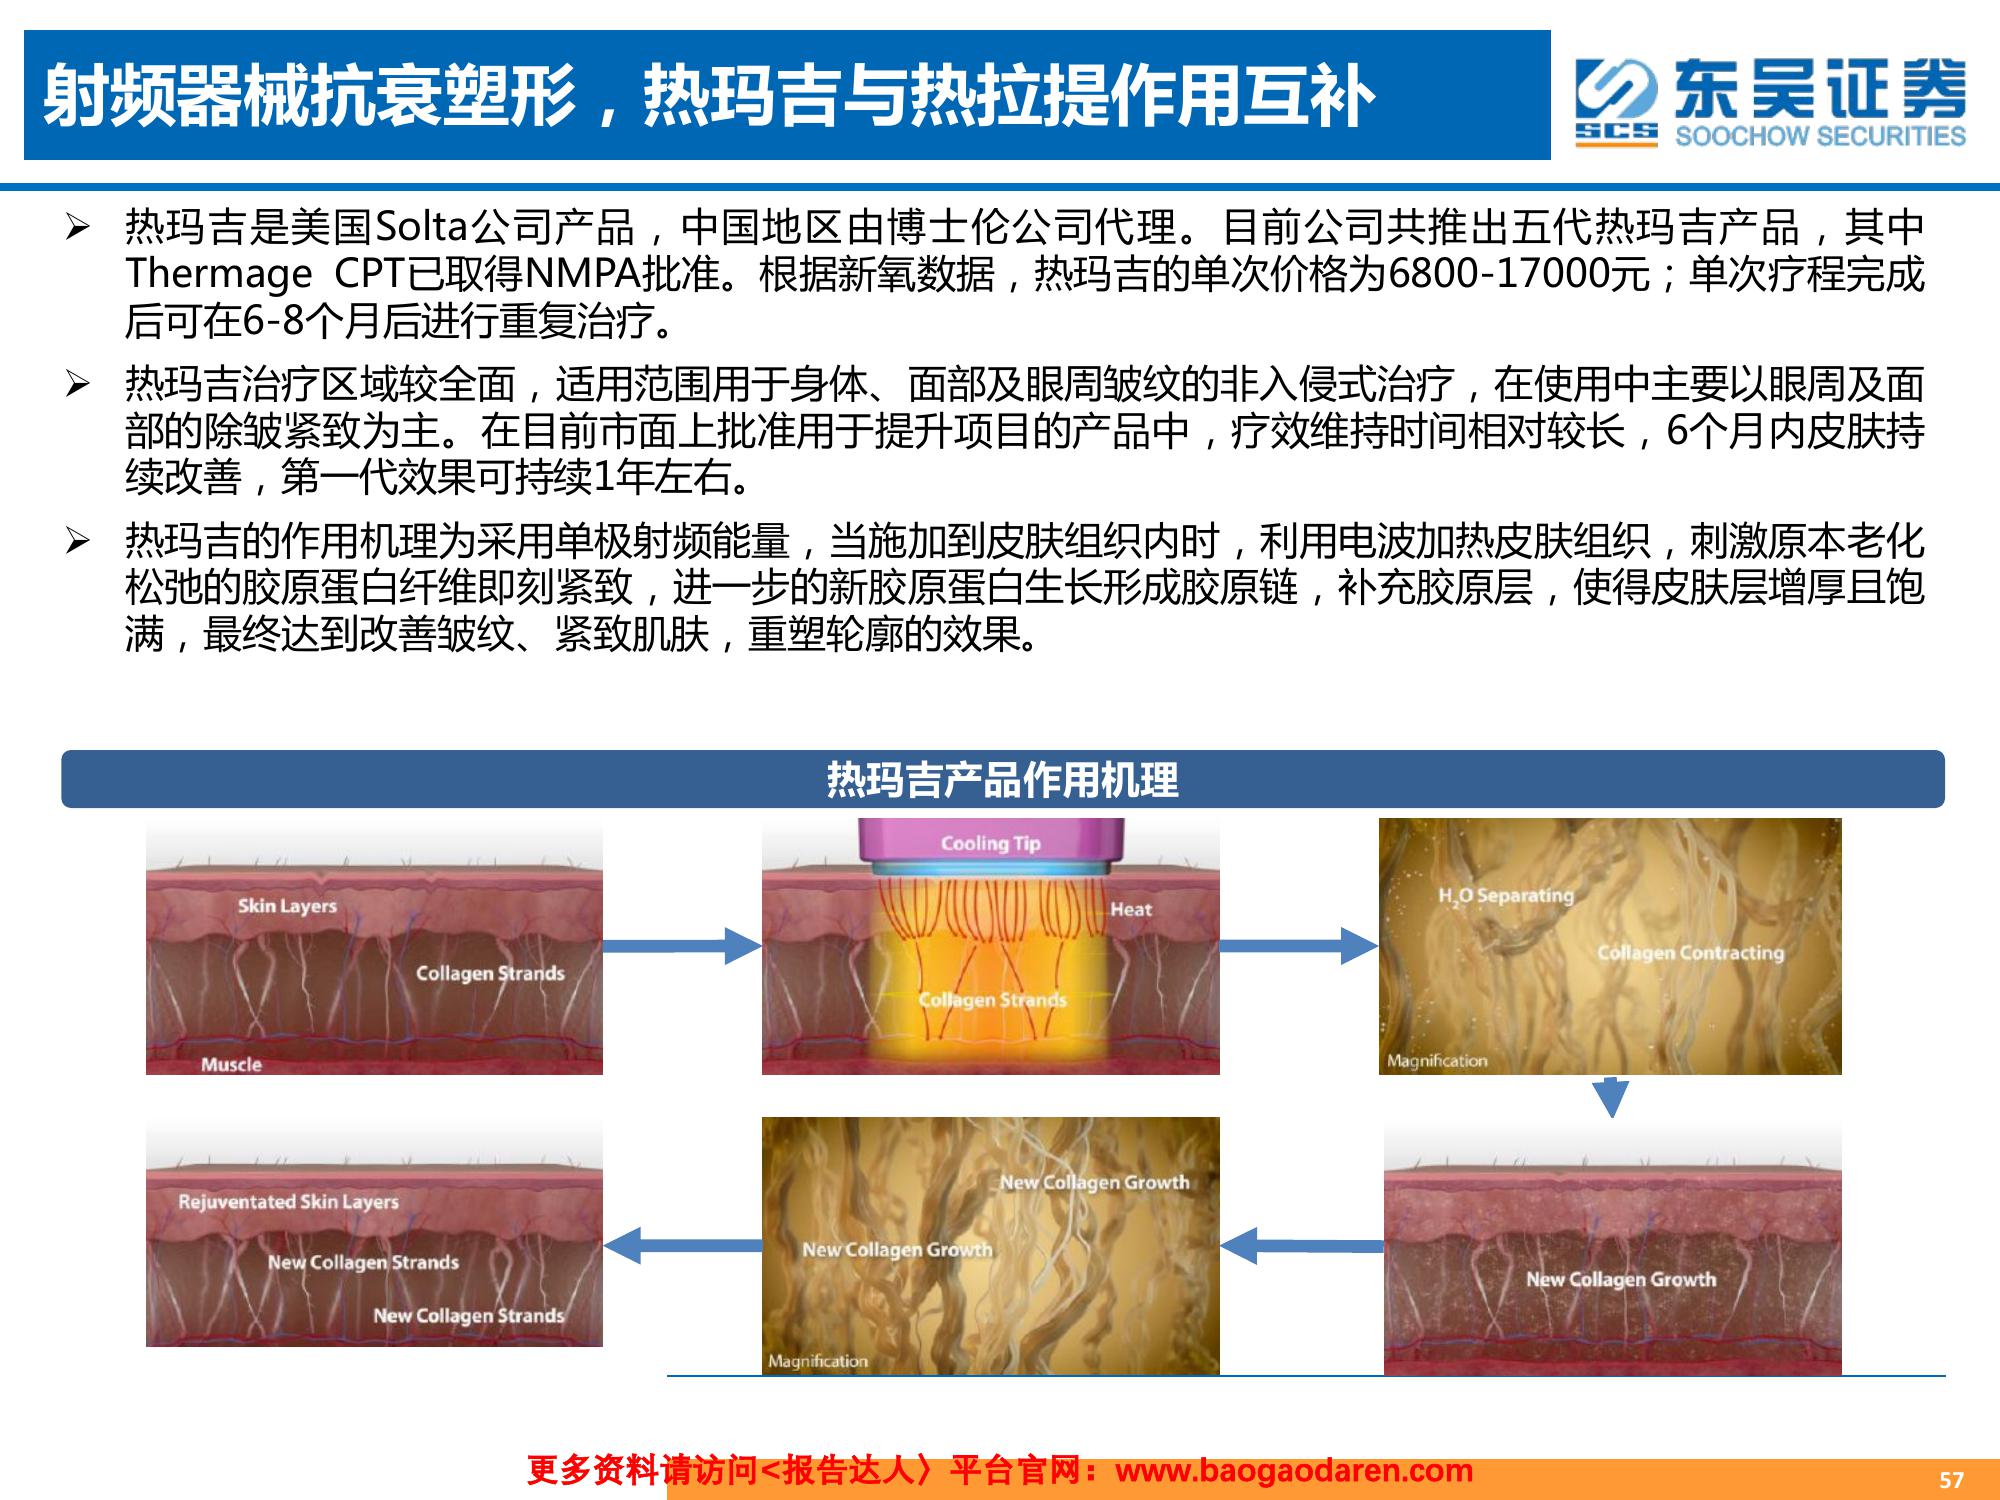 射频器械抗衰塑形，热玛吉与热拉提作用互补
SCS
东吴证券
SOOCHOW SECURITIES
➢ 热玛吉是美国Solta公司产品，中国地区由博士伦公司代理。目前公司共推出五代热玛吉产品，其中
Thermage CPT已取得NMPA批准。根据新氧数据，热玛吉的单次价格为6800-17000元；单次疗程完成
后可在6-8个月后进行重复治疗。
➢ 热玛吉治疗区域较全面，适用范围用于身体、面部及眼周皱纹的非入侵式治疗，在使用中主要以眼周及面
部的除皱紧致为主。在目前市面上批准用于提升项目的产品中，疗效维持时间相对较长，6个月内皮肤持
续改善，第一代效果可持续1年左右。
➢ 热玛吉的作用机理为采用单极射频能量，当施加到皮肤组织内时，利用电波加热皮肤组织，刺激原本老化
松弛的胶原蛋白纤维即刻紧致，进一步的新胶原蛋白生长形成胶原链，补充胶原层，使得皮肤层增厚且饱
满，最终达到改善皱纹、紧致肌肤，重塑轮廓的效果。
热玛吉产品作用机理
Skin Layers
Collagen Strands
Muscle
Cooling Tip
Heat
Collagen Strands
H₂O Separating
Collagen Contracting
Magnification
Rejuventated Skin Layers
New Collagen Strands
New Collagen Strands
New Collagen Growth
New Collagen Growth
Magnification
New Collagen Growth
更多资料请访问<报告达人〉平台官网：www.baogaodaren.com
57